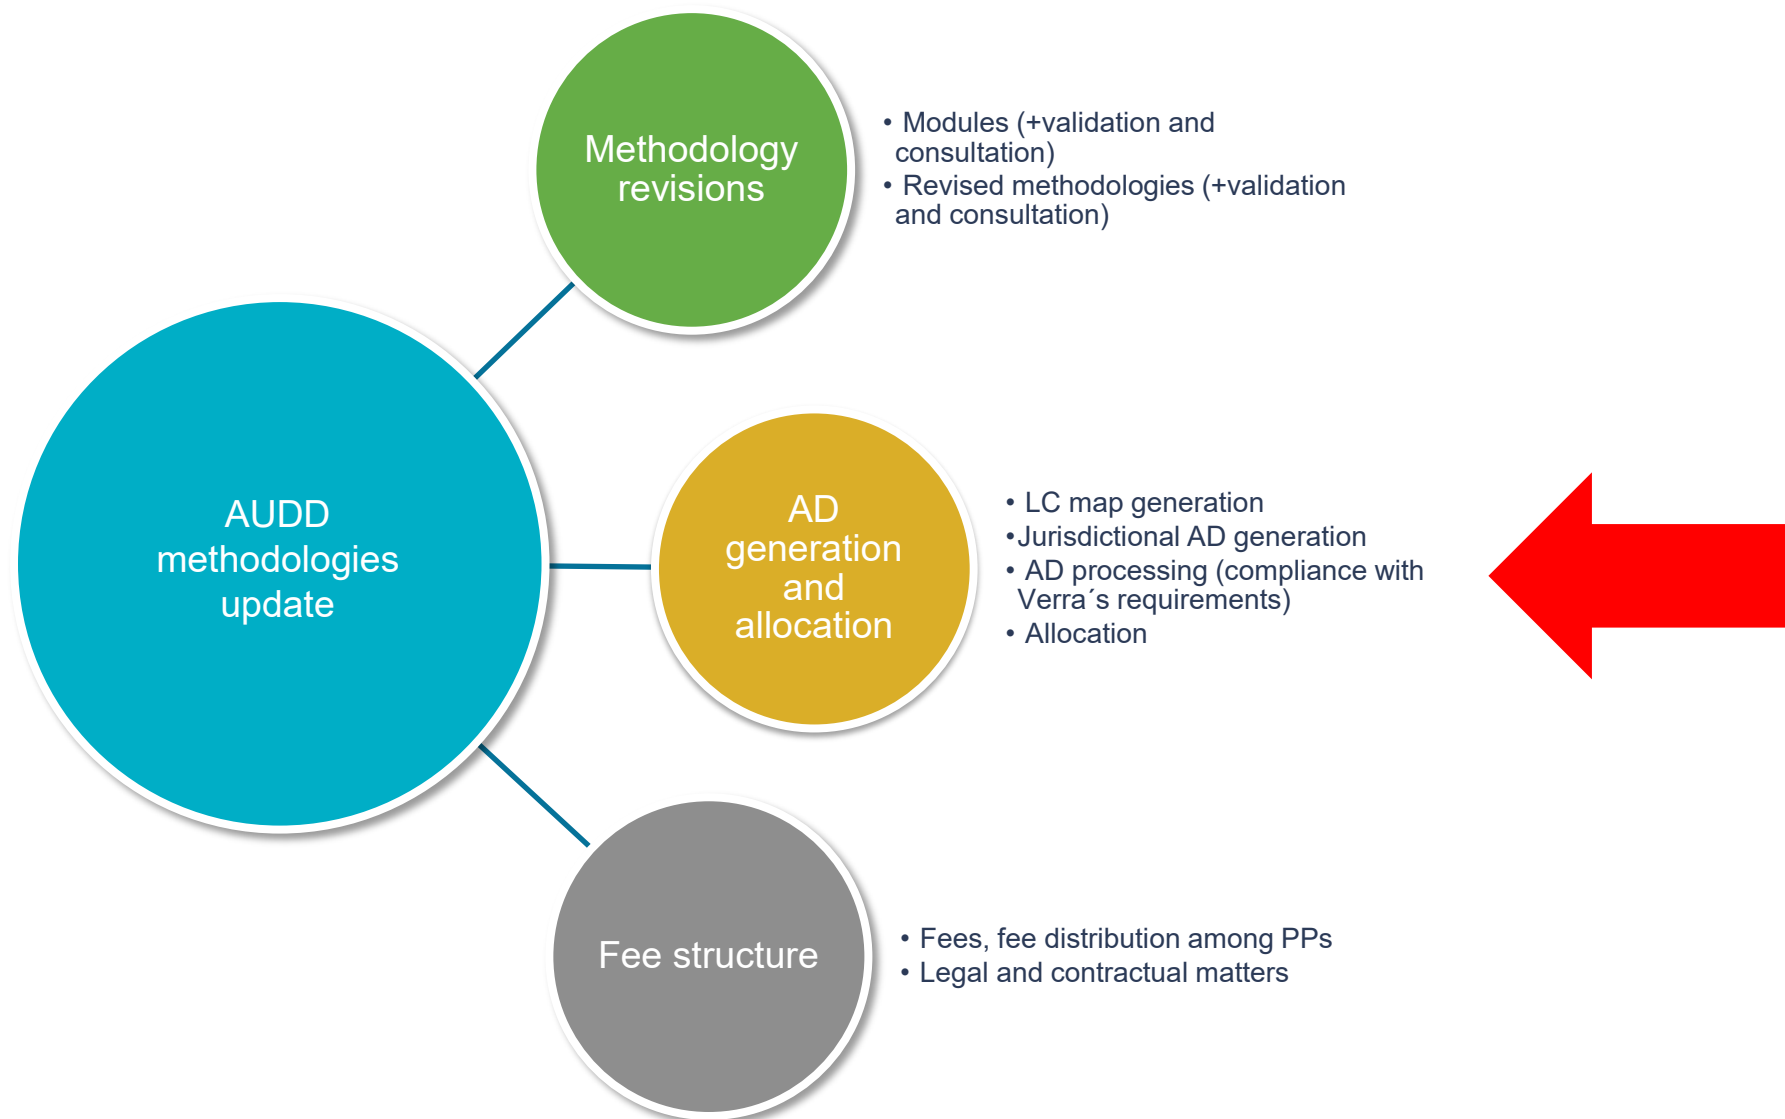 Methodology
revisions
• Modules (+validation and
consultation)
• Revised methodologies (+validation
and consultation)
AUDD
methodologies
update
AD
generation
and
allocation
• LC map generation
•Jurisdictional AD generation
• AD processing (compliance with
Verra´s requirements)
• Allocation
Fee structure
• Fees, fee distribution among PPs
• Legal and contractual matters